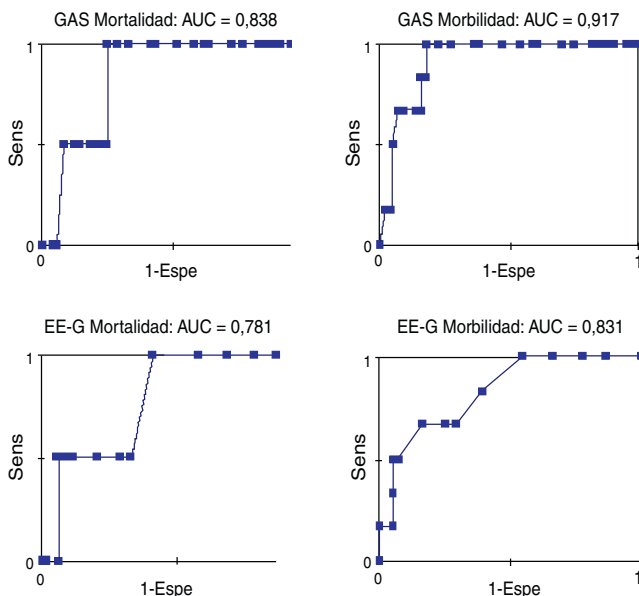 GAS Mortalidad: AUC = 0,838
1
Sens
0
0
1-Espe
GAS Morbilidad: AUC = 0,917
1
Sens
0
0
1-Espe
1
EE-G Mortalidad: AUC = 0,781
1
Sens
0
0
1-Espe
EE-G Morbilidad: AUC = 0,831
1
Sens
0
0
1-Espe
1